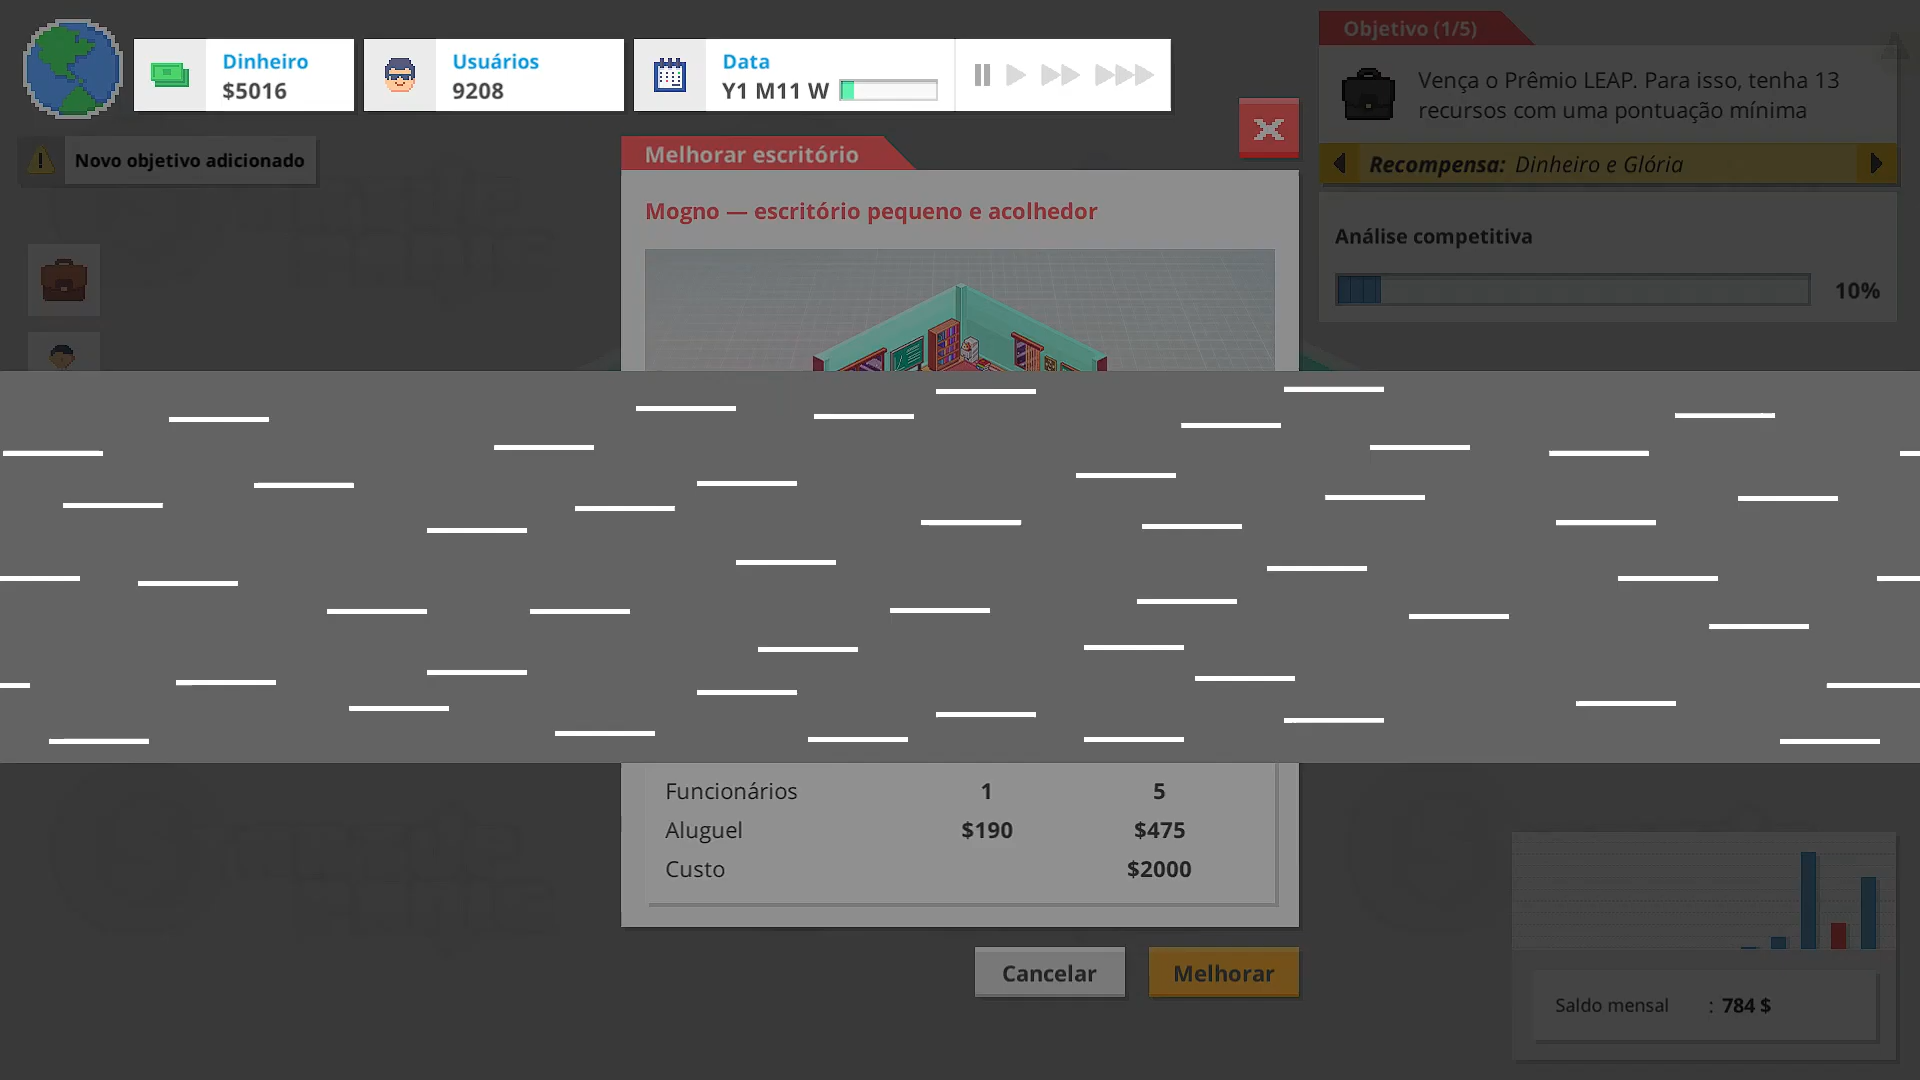 Objetivo (1/5)
Dinheiro
$5016
Usuários
9208
Data
Y1 M11 W
Vença o Prêmio LEAP. Para isso, tenha 13
recursos com uma pontuação mínima
Novo objetivo adicionado
Melhorar escritório
Recompensa: Dinheiro e Glória
Mogno — escritório pequeno e acolhedor
Análise competitiva
10%
Funcionários 1 5
Aluguel $190 $475
Custo $2000
Cancelar
Melhorar
Saldo mensal : 784 $